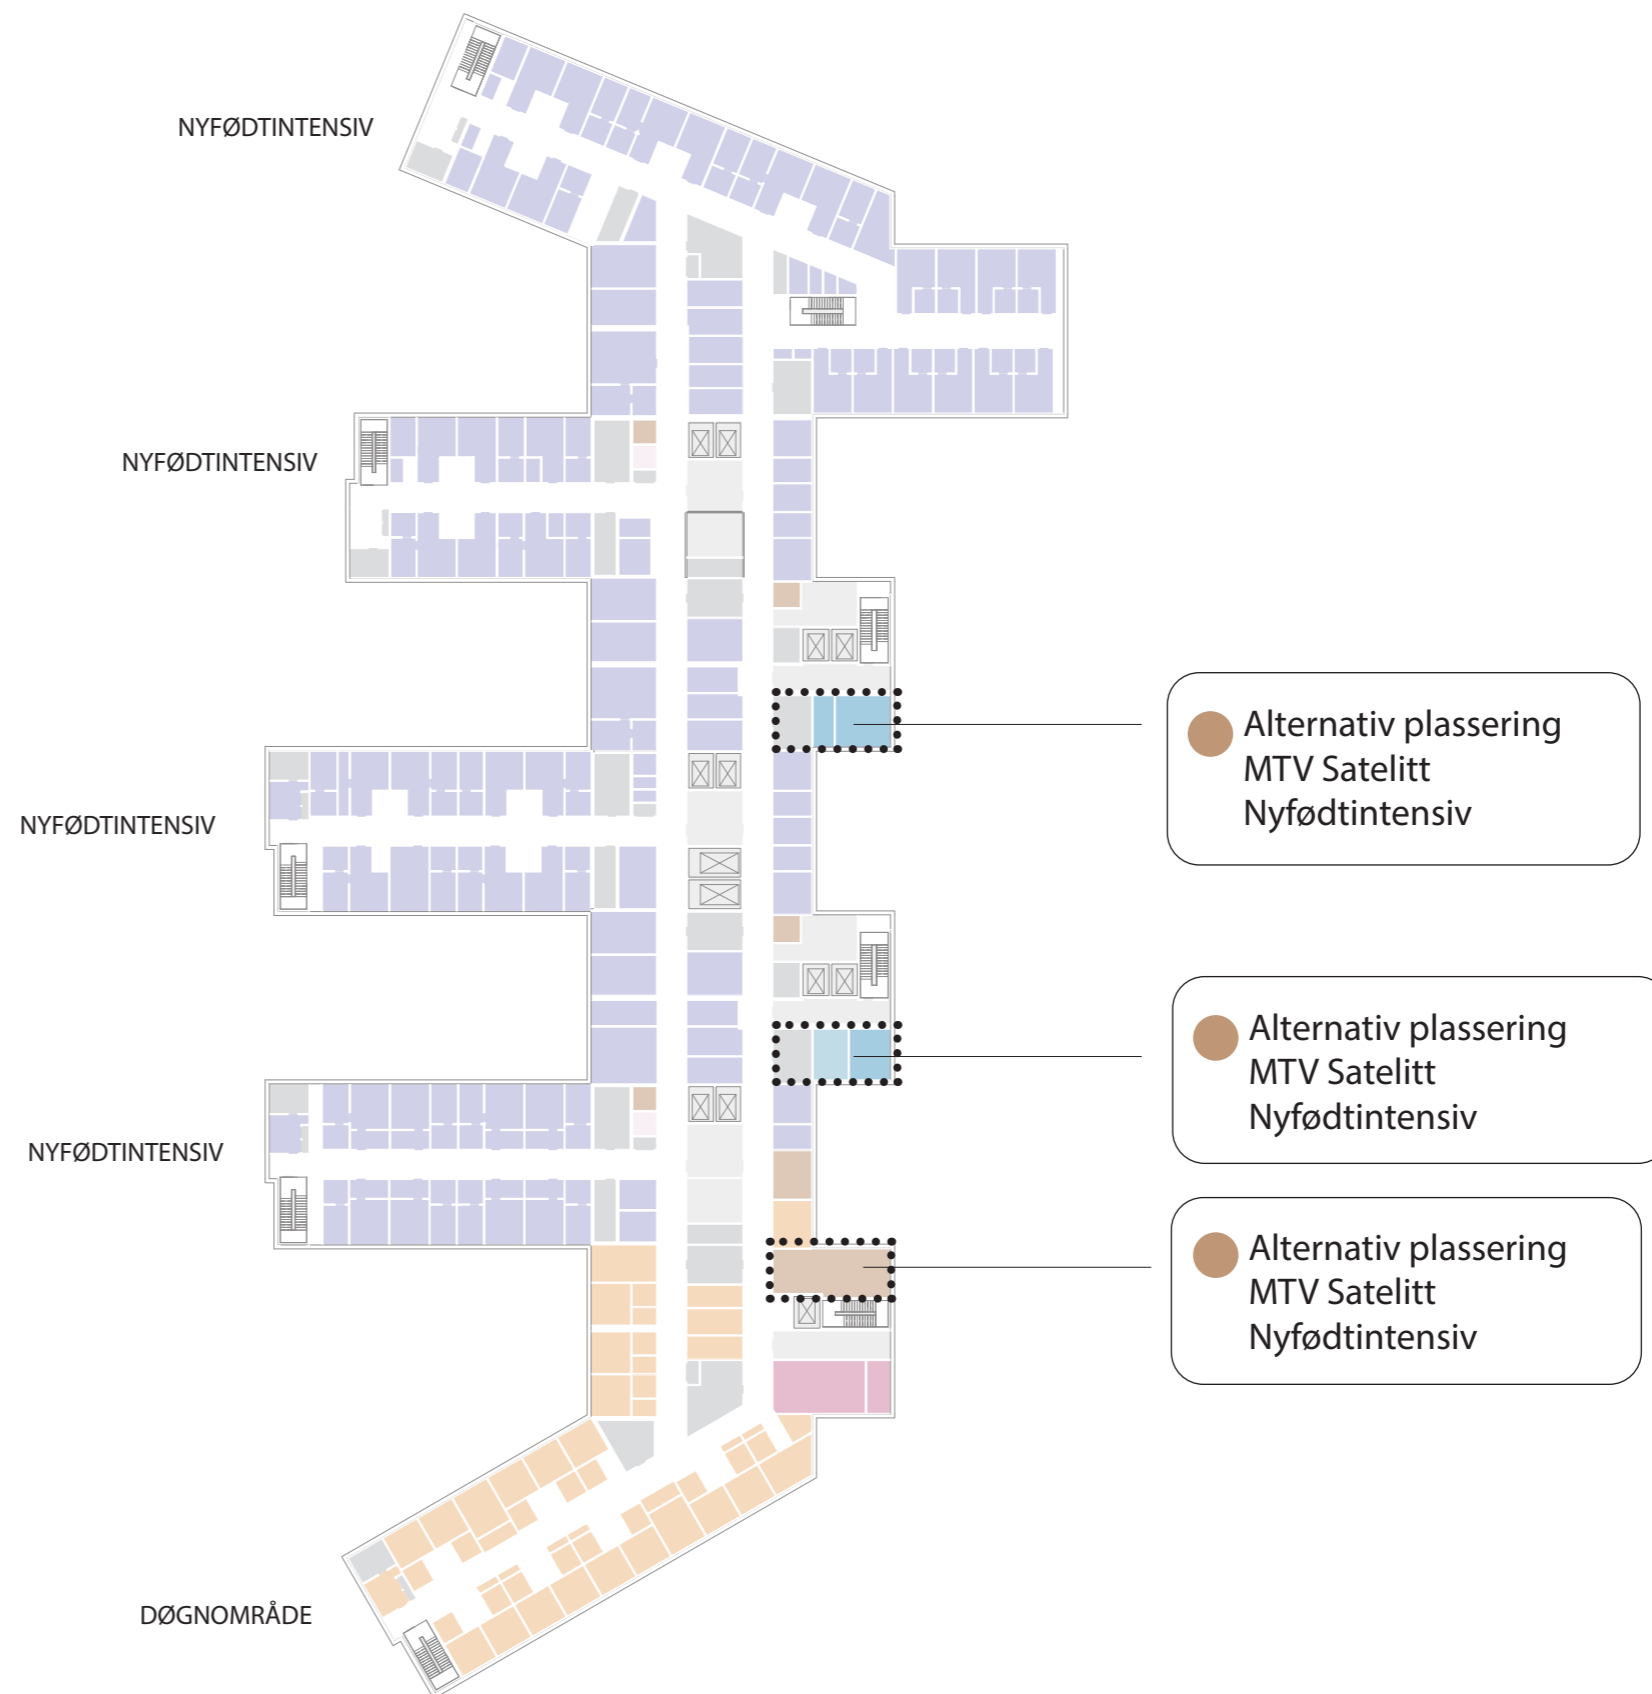 NYFØDTINTENSIV
NYFØDTINTENSIV
Alternativ plassering
MTV Satelitt
Nyfødtintensiv
NYFØDTINTENSIV
Alternativ plassering
MTV Satelitt
Nyfødtintensiv
NYFØDTINTENSIV
Alternativ plassering
MTV Satelitt
Nyfødtintensiv
DØGNOMRÅDE